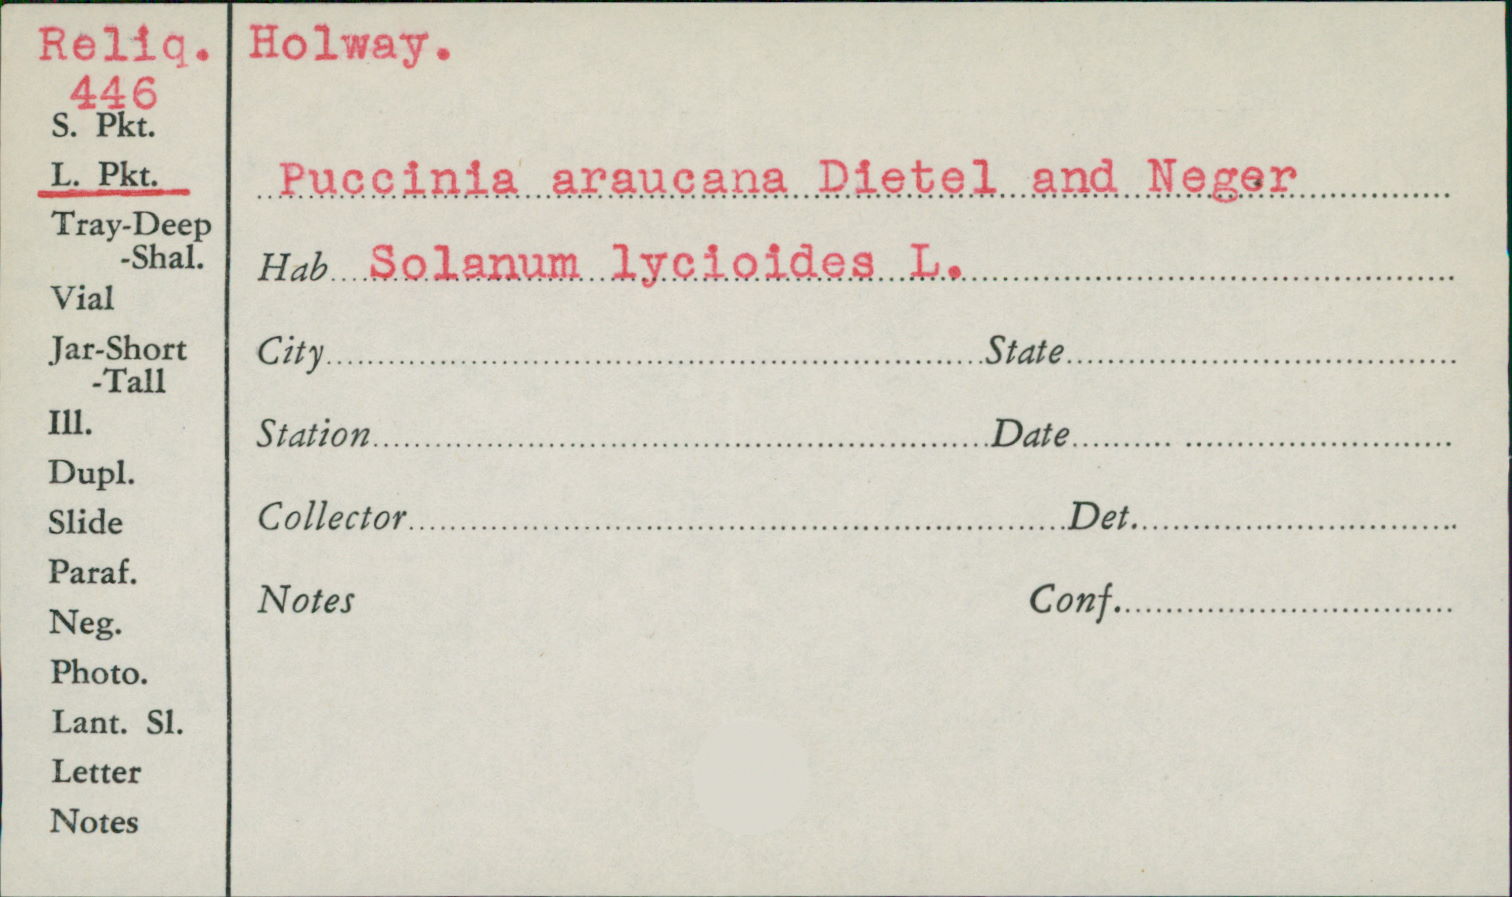 Reliq. Holway.
446
S. Pkt.
L. Pkt.
Puccinia araucana Dietel and Neger
Tray-Deep
-Shal.
Hab Solanum lycioides L.
Vial
Jar-Short
-Tall
City State
Ill.
Station Date
Dupl.
Slide
Collector Det.
Paraf.
Neg.
Notes Conf.
Photo.
Lant. Sl.
Letter
Notes